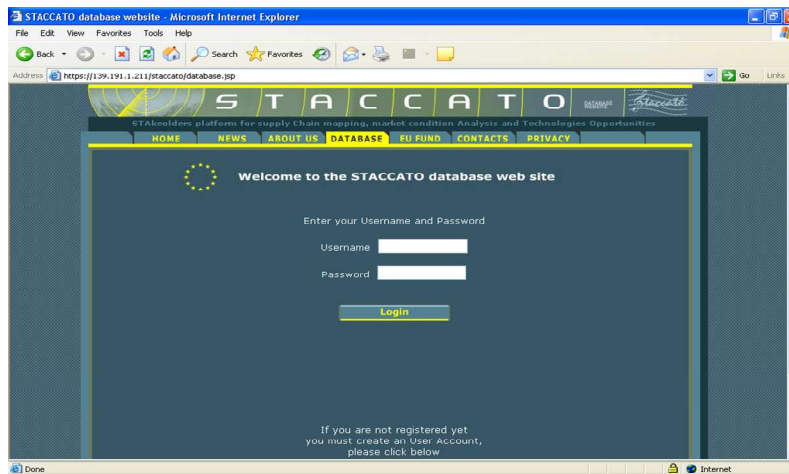 STACCATO database website - Microsoft Internet Explorer
File Edit View Favorites Tools Help
Back Search Favorites
Address https://139.191.1.211/staccato/database.jsp Go Links
STACCATO DATABASE Staccato
STAkeolders platform for supply Chain mapping, market condition Analysis and Technologies Opportunities
HOME NEWS ABOUT US DATABASE EU FUND CONTACTS PRIVACY
Welcome to the STACCATO database web site
Enter your Username and Password
Username
Password
Login
If you are not registered yet
you must create an User Account,
please click below
Done Internet